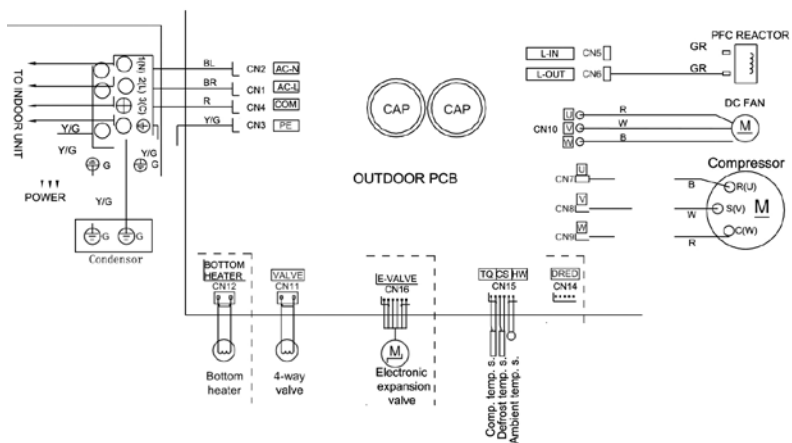 PFC REACTOR
L-IN CN5 GR
L-OUT CN6 GR
1(N) BL CN2 AC-N
2(L) BR CN1 AC-L
3(C) R CN4 COM
Y/G CN3 PE
TO INDOOR UNIT
Y/G
Y/G G Y/G G
POWER
Y/G
G G
Condensor
CAP CAP
OUTDOOR PCB
DC FAN
CN10 U R
V W M
W B
Compressor
U
CN7 B R(U)
V
CN8 W S(V) M
W
CN9 R C(W)
BOTTOM
HEATER
CN12
Bottom
heater
VALVE
CN11
4-way
valve
E-VALVE
CN16
M
Electronic
expansion
valve
TQ CS HW
CN15
Comp. temp. s.
Defrost temp. s.
Ambient temp. s.
DRED
CN14